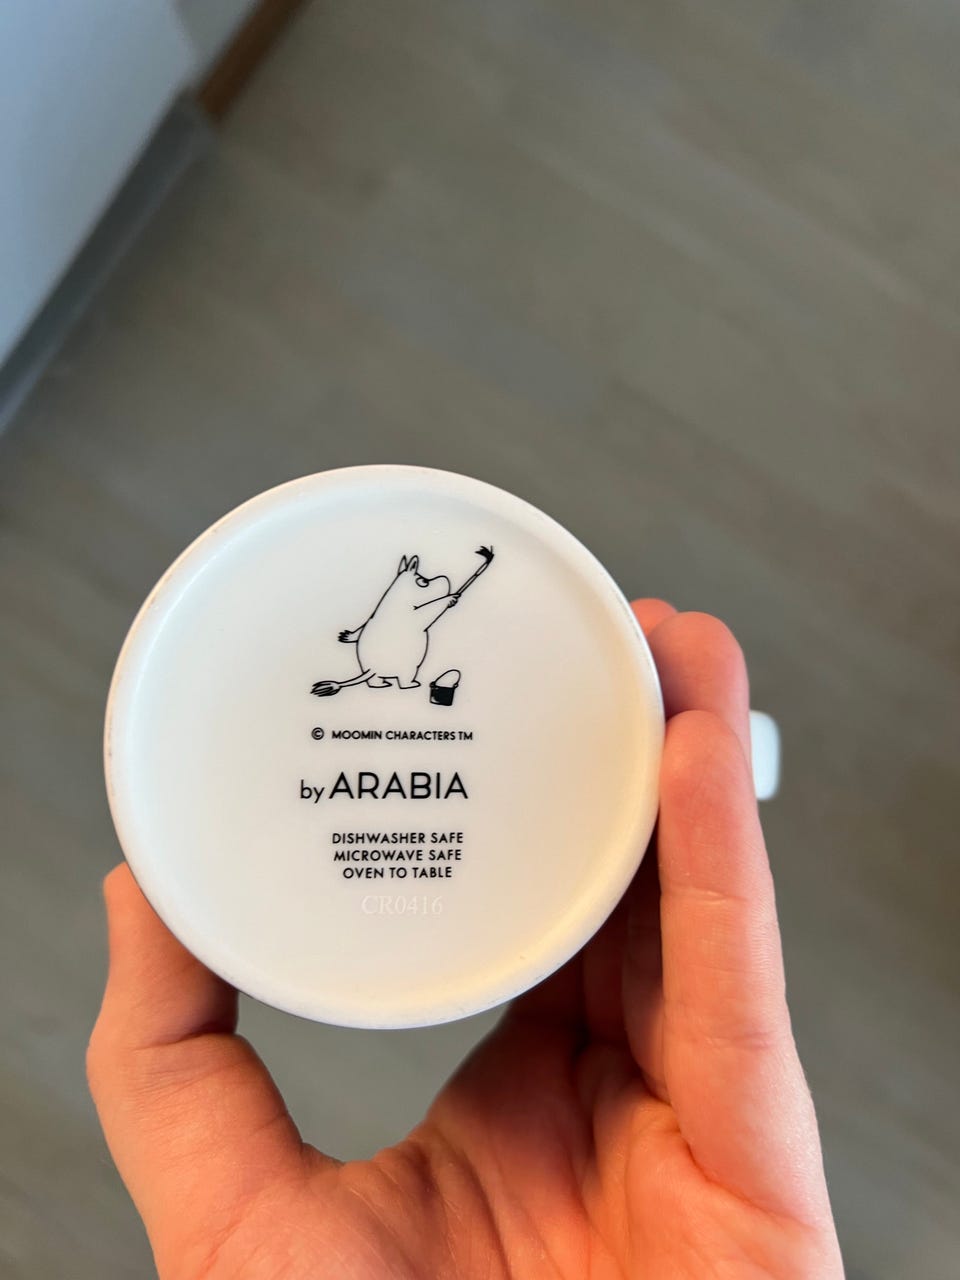 © MOOMIN CHARACTERS TM
by ARABIA
DISHWASHER SAFE
MICROWAVE SAFE
OVEN TO TABLE
CR0416